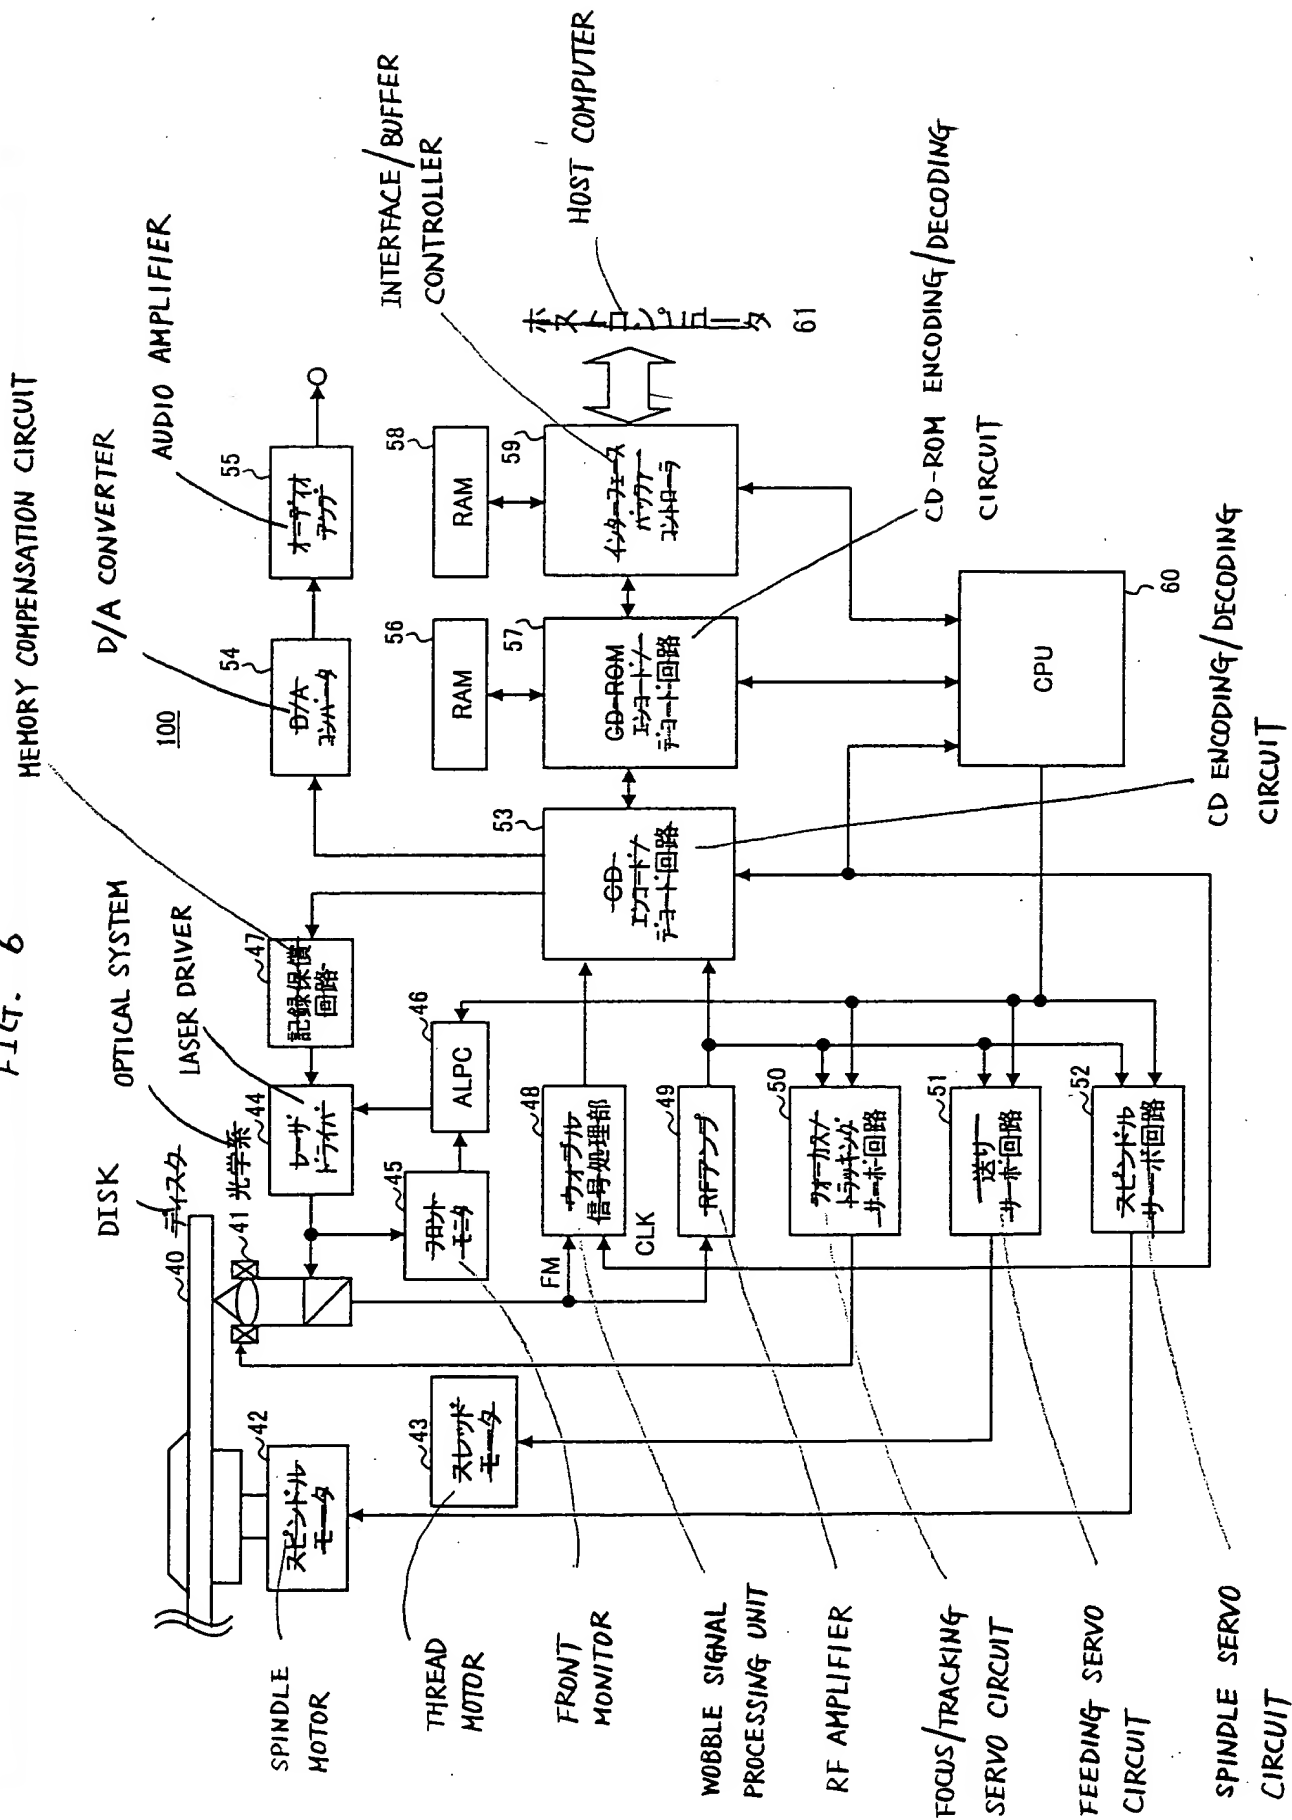 FIG. 6
100
DISK
ディスク
40
OPTICAL SYSTEM
41
光学系
LASER DRIVER
44
レーザ
ドライバ
MEMORY COMPENSATION CIRCUIT
47
記録保償
回路
D/A CONVERTER
54
D/A
コンバータ
AUDIO AMPLIFIER
55
オーディオ
アンプ
SPINDLE
MOTOR
42
スピンドル
モータ
THREAD
MOTOR
43
スレッド
モータ
FRONT
MONITOR
45
フロント
モニタ
46
ALPC
56
RAM
58
RAM
FM
CLK
WOBBLE SIGNAL
PROCESSING UNIT
48
ウォブル
信号処理部
RF AMPLIFIER
49
RFアンプ
FOCUS/TRACKING
SERVO CIRCUIT
50
フォーカス/
トラッキング
サーボ回路
FEEDING SERVO
CIRCUIT
51
送り
サーボ回路
SPINDLE SERVO
CIRCUIT
52
スピンドル
サーボ回路
53
CD
エンコード/
デコード回路
CD ENCODING/DECODING
CIRCUIT
57
CD-ROM
エンコード/
デコード回路
CD-ROM ENCODING/DECODING
CIRCUIT
59
インターフェース
バッファー
コントローラ
INTERFACE/BUFFER
CONTROLLER
HOST COMPUTER
ホストコンピュータ
61
CPU
60